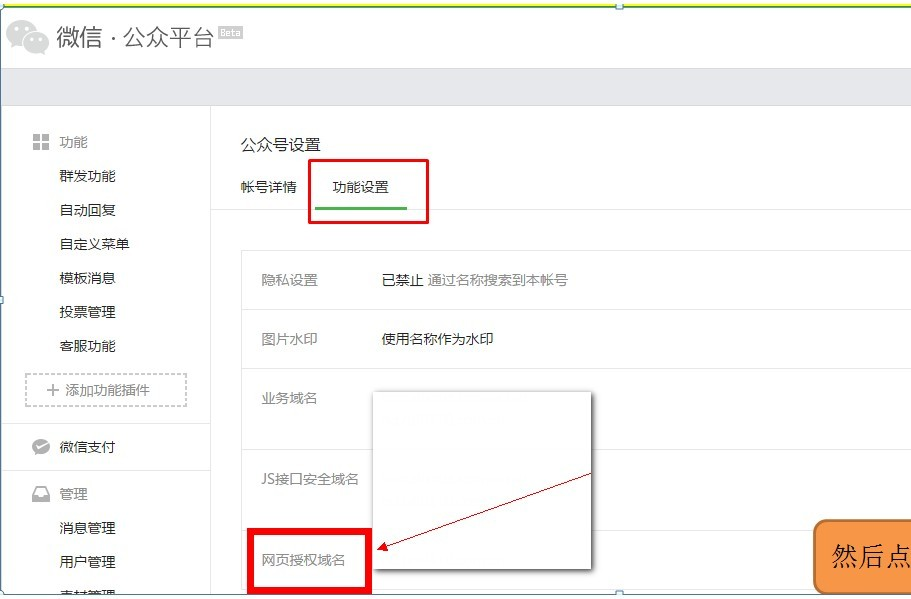 微信·公众平台 Beta
功能
群发功能
自动回复
自定义菜单
模板消息
投票管理
客服功能
添加功能插件
微信支付
管理
消息管理
用户管理
公众号设置
帐号详情 功能设置
隐私设置 已禁止 通过名称搜索到本帐号
图片水印 使用名称作为水印
业务域名
JS接口安全域名
网页授权域名
然后点